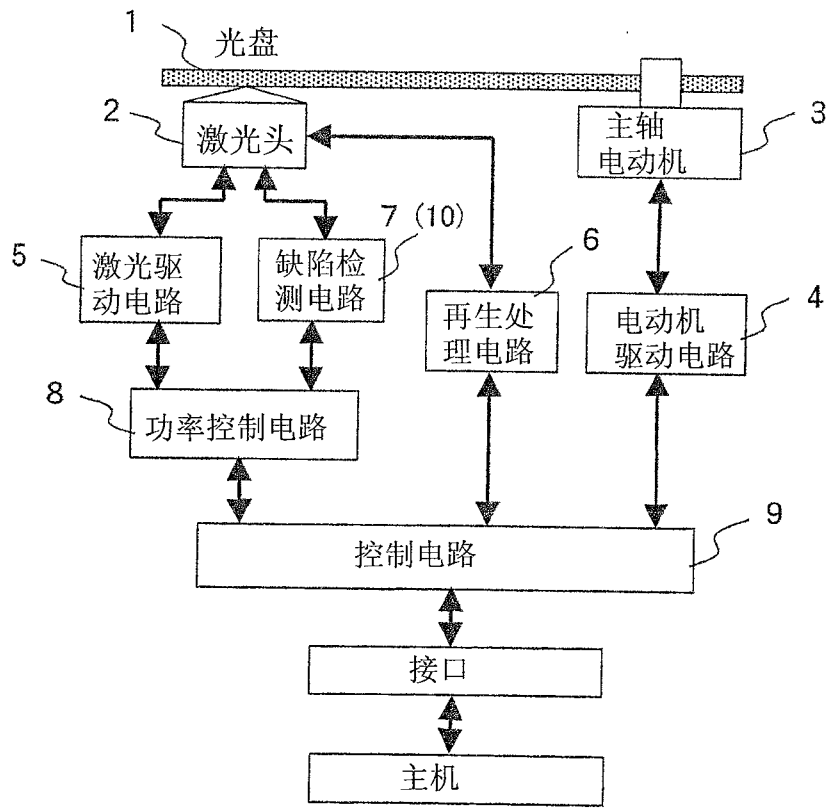 1
光盘
2
激光头
主轴
电动机
3
7 (10)
6
5
激光驱
动电路
缺陷检
测电路
再生处
理电路
电动机
驱动电路
4
8
功率控制电路
9
控制电路
接口
主机